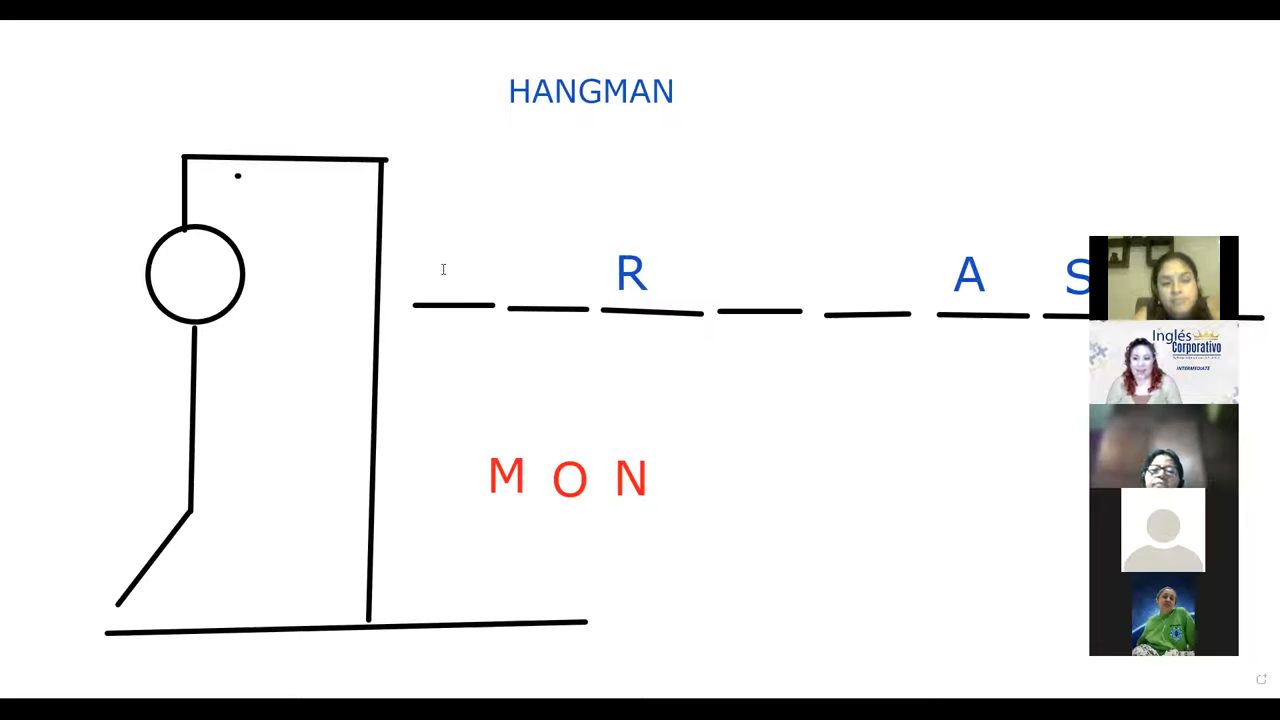 HANGMAN
R A S
Inglés
Corporativo
INTERMEDIATE
M O N